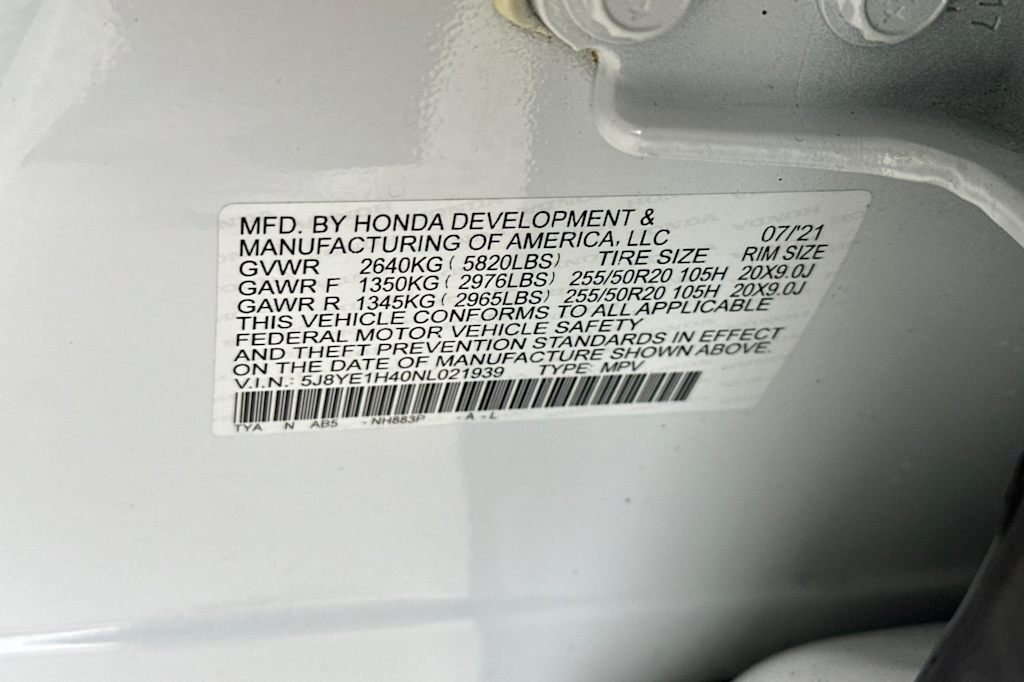 MFD. BY HONDA DEVELOPMENT &
MANUFACTURING OF AMERICA, LLC 07/'21
GVWR 2640KG ( 5820LBS) TIRE SIZE RIM SIZE
GAWR F 1350KG ( 2976LBS) 255/50R20 105H 20X9.0J
GAWR R 1345KG ( 2965LBS) 255/50R20 105H 20X9.0J
THIS VEHICLE CONFORMS TO ALL APPLICABLE
FEDERAL MOTOR VEHICLE SAFETY
AND THEFT PREVENTION STANDARDS IN EFFECT
ON THE DATE OF MANUFACTURE SHOWN ABOVE.
V.I.N.: 5J8YE1H40NL021939 TYPE: MPV
TYA N AB5 - NH883P - A - L